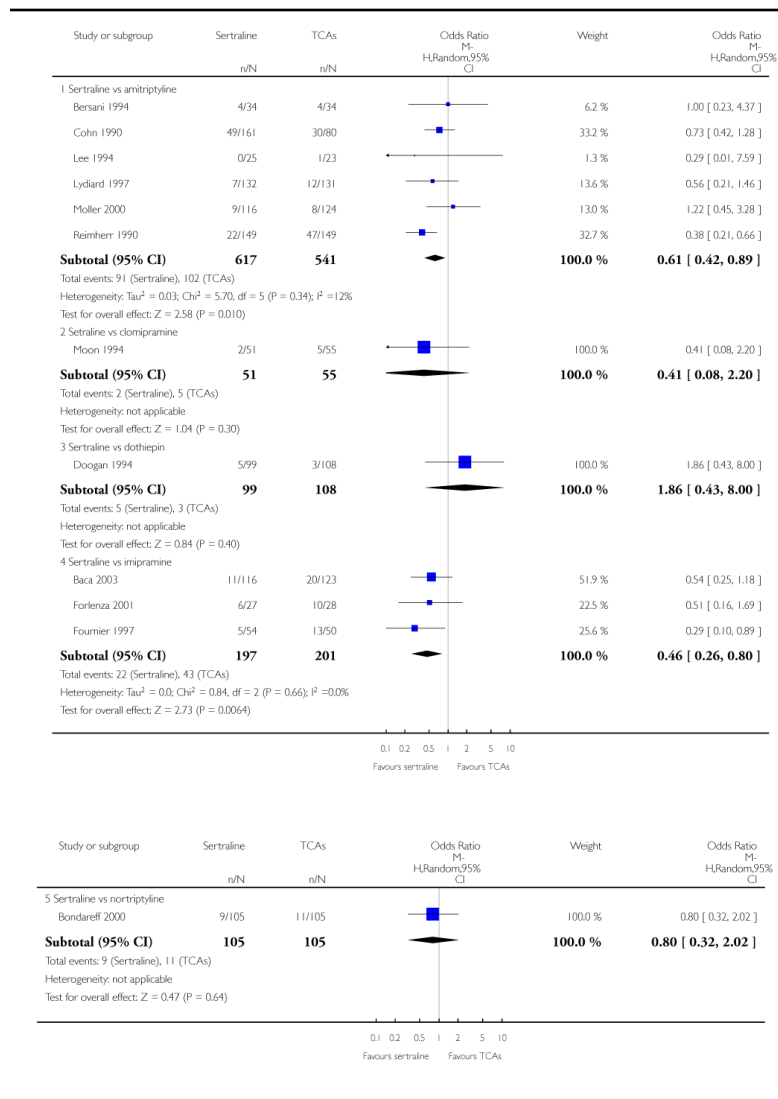 Study or subgroup Sertraline TCAs Odds Ratio Weight Odds Ratio
M-H,Random,95% CI M-H,Random,95% CI
n/N n/N
1 Sertraline vs amitriptyline
Bersani 1994 4/34 4/34 6.2 % 1.00 [ 0.23, 4.37 ]
Cohn 1990 49/161 30/80 33.2 % 0.73 [ 0.42, 1.28 ]
Lee 1994 0/25 1/23 1.3 % 0.29 [ 0.01, 7.59 ]
Lydiard 1997 7/132 12/131 13.6 % 0.56 [ 0.21, 1.46 ]
Moller 2000 9/116 8/124 13.0 % 1.22 [ 0.45, 3.28 ]
Reimherr 1990 22/149 47/149 32.7 % 0.38 [ 0.21, 0.66 ]
Subtotal (95% CI) 617 541 100.0 % 0.61 [ 0.42, 0.89 ]
Total events: 91 (Sertraline), 102 (TCAs)
Heterogeneity: Tau² = 0.03; Chi² = 5.70, df = 5 (P = 0.34); I² =12%
Test for overall effect: Z = 2.58 (P = 0.010)
2 Setraline vs clomipramine
Moon 1994 2/51 5/55 100.0 % 0.41 [ 0.08, 2.20 ]
Subtotal (95% CI) 51 55 100.0 % 0.41 [ 0.08, 2.20 ]
Total events: 2 (Sertraline), 5 (TCAs)
Heterogeneity: not applicable
Test for overall effect: Z = 1.04 (P = 0.30)
3 Sertraline vs dothiepin
Doogan 1994 5/99 3/108 100.0 % 1.86 [ 0.43, 8.00 ]
Subtotal (95% CI) 99 108 100.0 % 1.86 [ 0.43, 8.00 ]
Total events: 5 (Sertraline), 3 (TCAs)
Heterogeneity: not applicable
Test for overall effect: Z = 0.84 (P = 0.40)
4 Sertraline vs imipramine
Baca 2003 11/116 20/123 51.9 % 0.54 [ 0.25, 1.18 ]
Forlenza 2001 6/27 10/28 22.5 % 0.51 [ 0.16, 1.69 ]
Fournier 1997 5/54 13/50 25.6 % 0.29 [ 0.10, 0.89 ]
Subtotal (95% CI) 197 201 100.0 % 0.46 [ 0.26, 0.80 ]
Total events: 22 (Sertraline), 43 (TCAs)
Heterogeneity: Tau² = 0.0; Chi² = 0.84, df = 2 (P = 0.66); I² =0.0%
Test for overall effect: Z = 2.73 (P = 0.0064)
0.1 0.2 0.5 1 2 5 10
Favours sertraline Favours TCAs
Study or subgroup Sertraline TCAs Odds Ratio Weight Odds Ratio
M-H,Random,95% CI M-H,Random,95% CI
n/N n/N
5 Sertraline vs nortriptyline
Bondareff 2000 9/105 11/105 100.0 % 0.80 [ 0.32, 2.02 ]
Subtotal (95% CI) 105 105 100.0 % 0.80 [ 0.32, 2.02 ]
Total events: 9 (Sertraline), 11 (TCAs)
Heterogeneity: not applicable
Test for overall effect: Z = 0.47 (P = 0.64)
0.1 0.2 0.5 1 2 5 10
Favours sertraline Favours TCAs